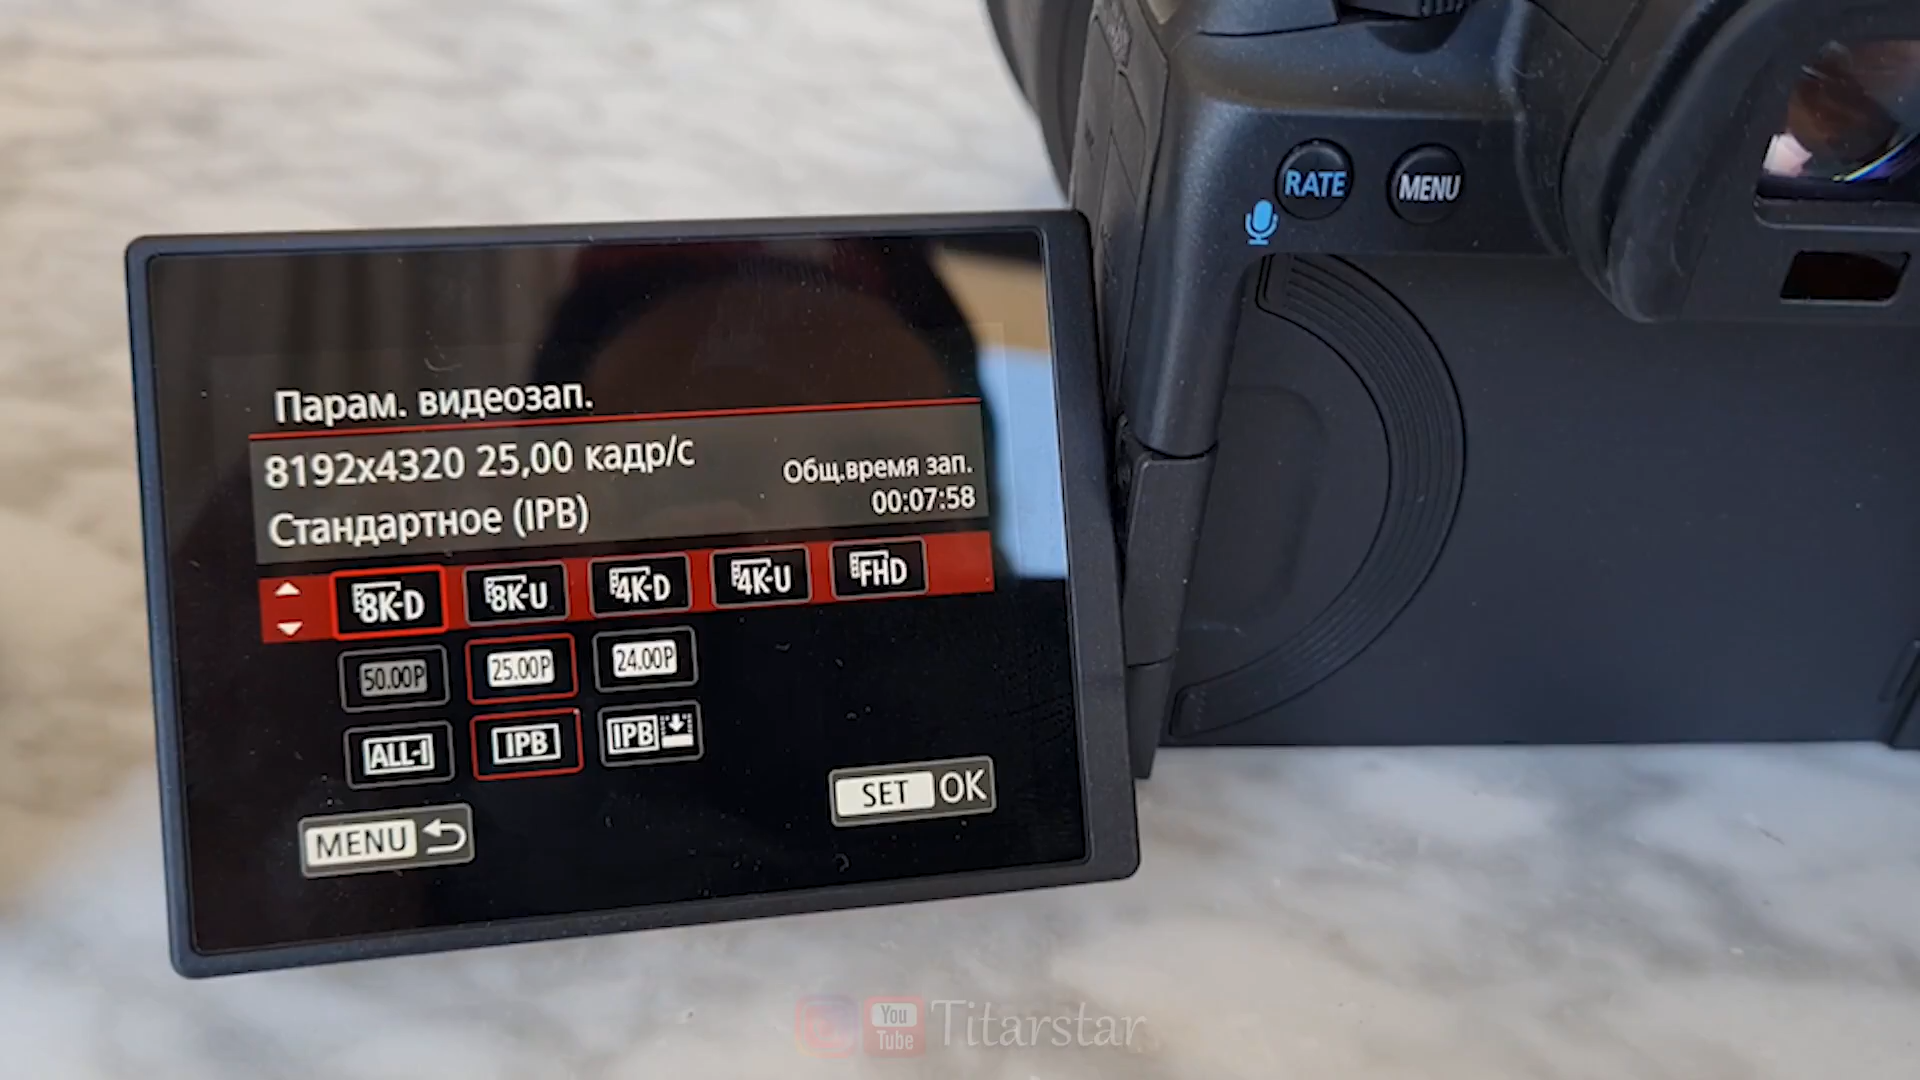 RATE MENU
Парам. видеозап.
8192x4320 25,00 кадр/с
Стандартное (IPB)
Общ.время зап.
00:07:58
8K-D 8K-U 4K-D 4K-U FHD
50.00P 25.00P 24.00P
ALL-I IPB IPB
MENU
SET OK
You Tube Titarstar